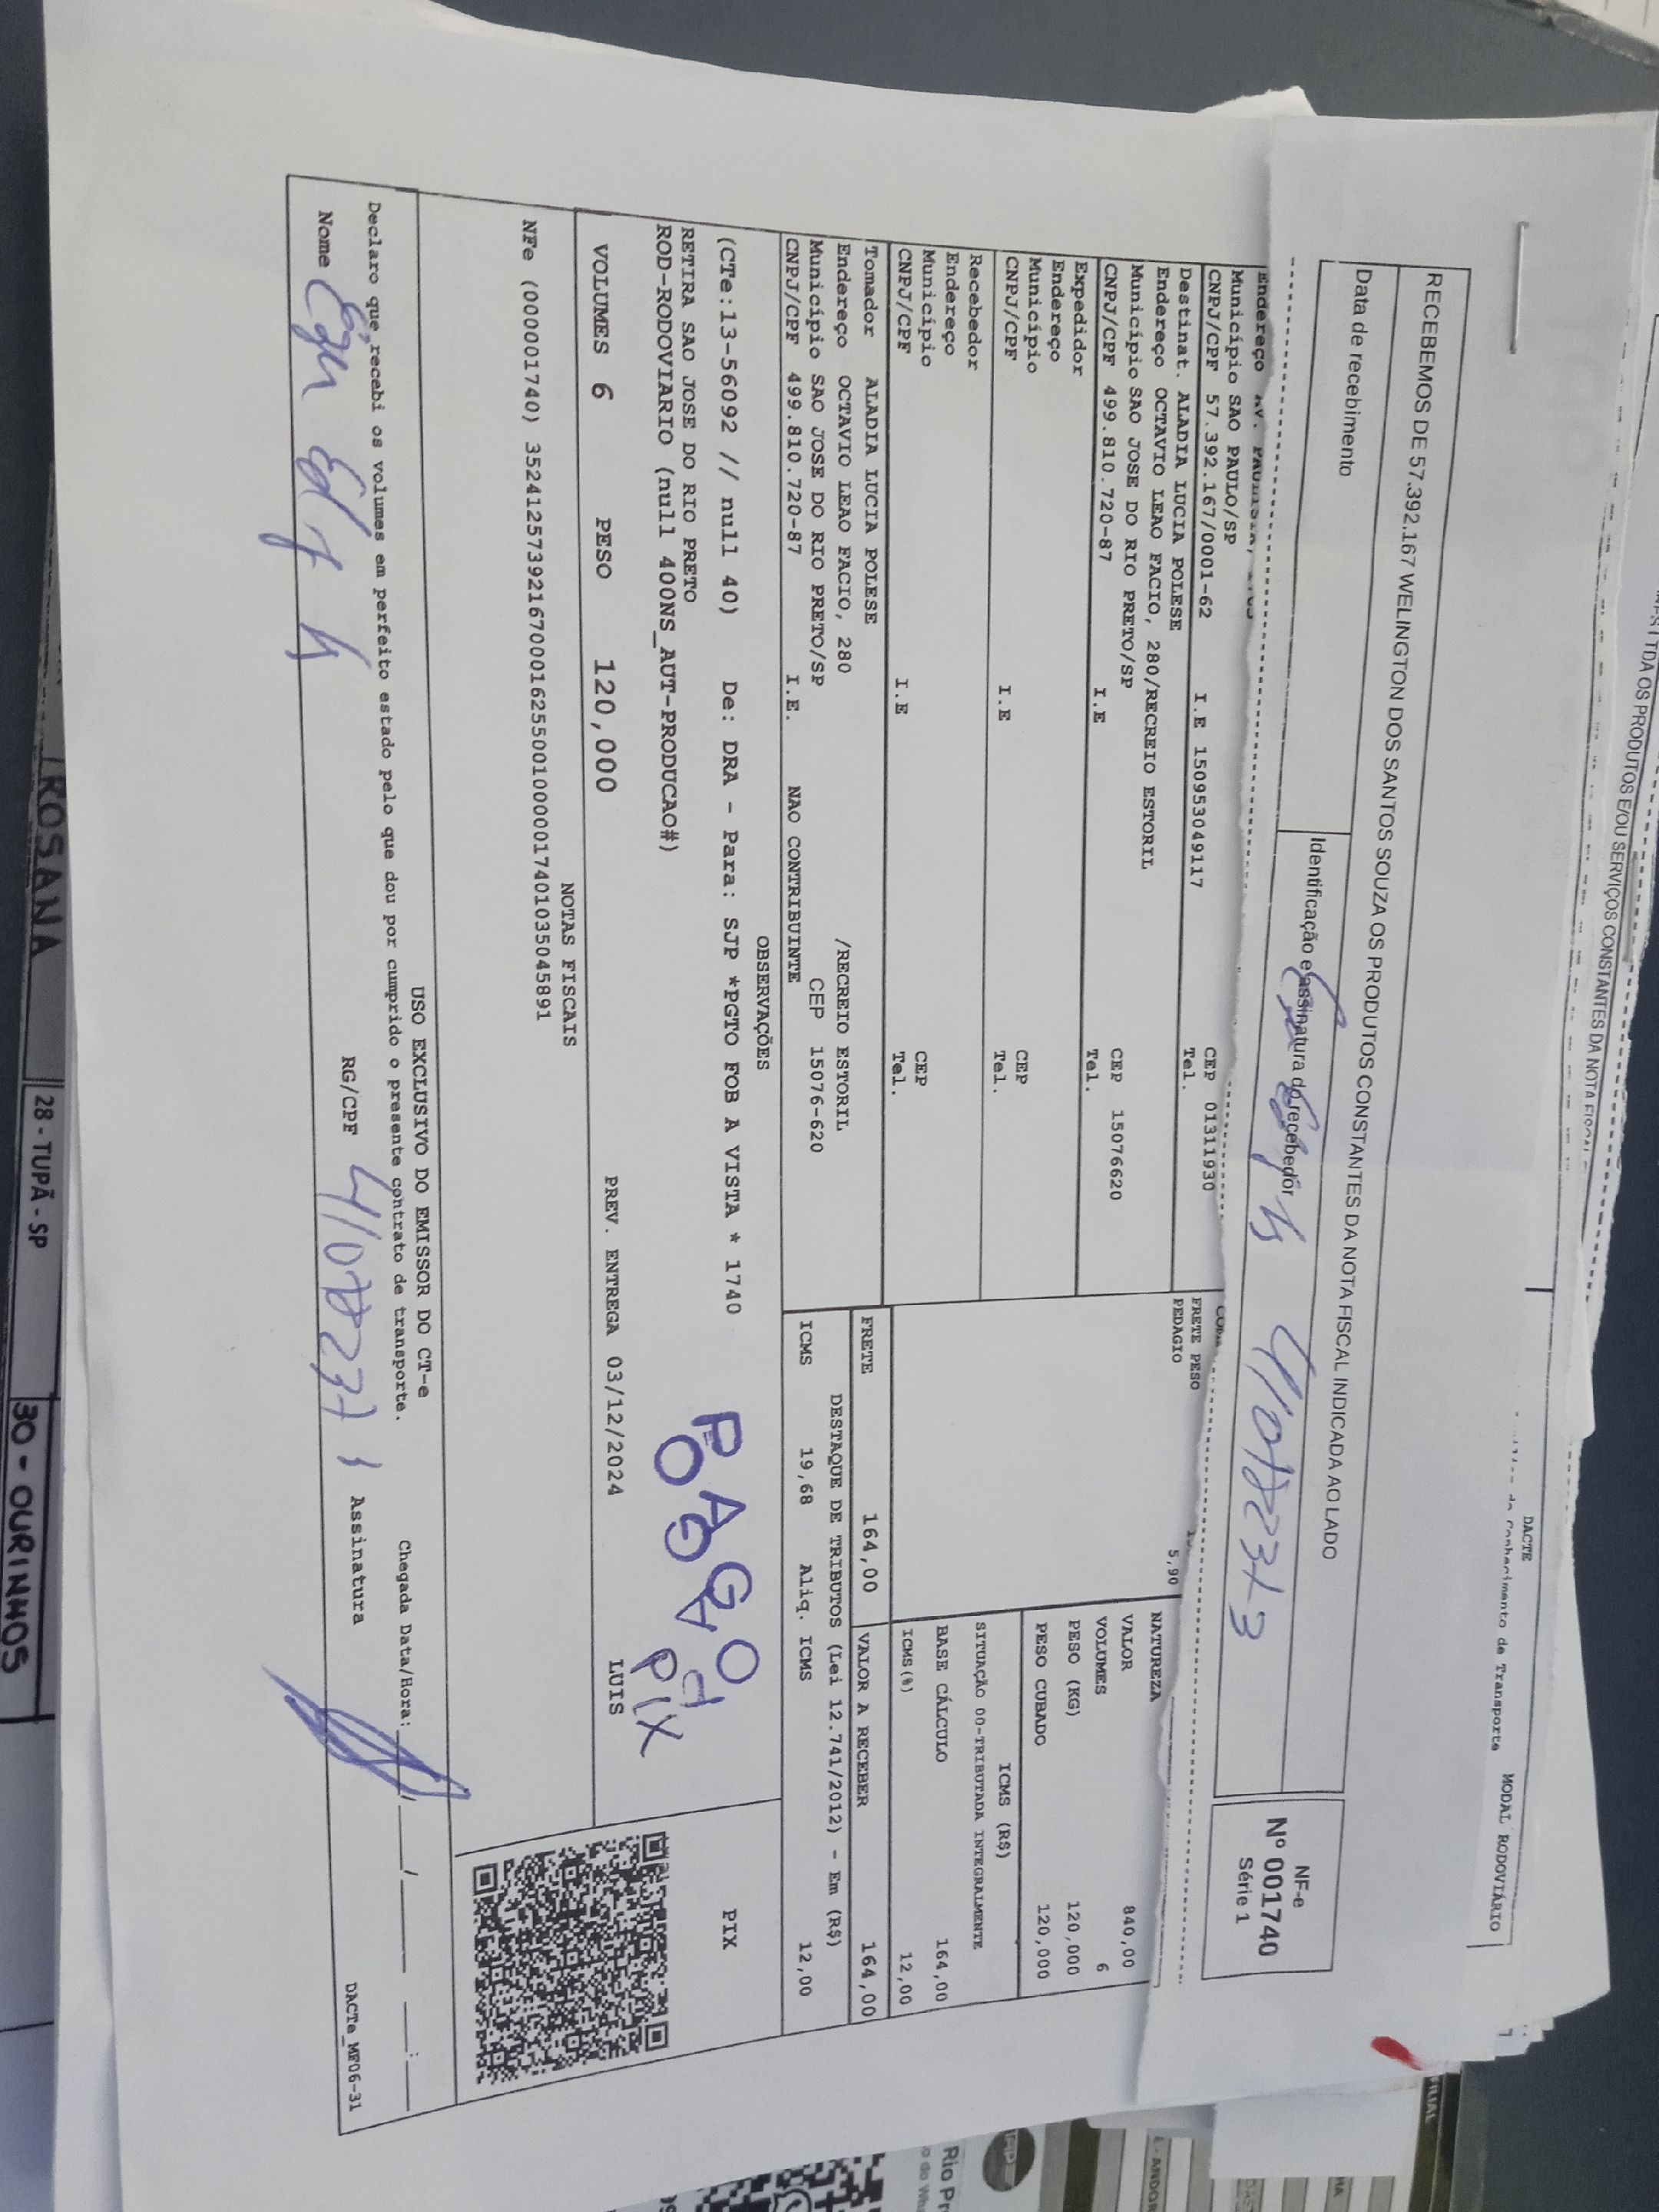 DACTE
MODAL RODOVIÁRIO
de Transporte
RECEBEMOS DE 57.392.167 WELINGTON DOS SANTOS SOUZA OS PRODUTOS CONSTANTES DA NOTA FISCAL INDICADA AO LADO
Data de recebimento
Identificação e assinatura do recebedor
NF-e
Nº 001740
Série 1
Município SAO PAULO/SP
CEP 01311930
CNPJ/CPF 57.392.167/0001-62 I.E 150953049117 Tel.
Destinat. ALADIA LUCIA POLESE
Endereço OCTAVIO LEAO FACIO, 280/RECREIO ESTORIL
Município SAO JOSE DO RIO PRETO/SP CEP 15076620
CNPJ/CPF 499.810.720-87 I.E Tel.
Expedidor
Endereço
Município CEP
CNPJ/CPF I.E Tel.
Recebedor
Endereço
Município CEP
CNPJ/CPF I.E Tel.
FRETE PESO
PEDAGIO 5,90
NATUREZA
VALOR 840,00
VOLUMES 6
PESO (KG) 120,000
PESO CUBADO 120,000
ICMS (R$)
SITUAÇÃO 00-TRIBUTADA INTEGRALMENTE
BASE CÁLCULO 164,00
ICMS(%) 12,00
Tomador ALADIA LUCIA POLESE
Endereço OCTAVIO LEAO FACIO, 280 /RECREIO ESTORIL
Município SAO JOSE DO RIO PRETO/SP CEP 15076-620
CNPJ/CPF 499.810.720-87 I.E. NAO CONTRIBUINTE
FRETE 164,00 VALOR A RECEBER 164,00
DESTAQUE DE TRIBUTOS (Lei 12.741/2012) - Em (R$)
ICMS 19,68 Aliq. ICMS 12,00
OBSERVAÇÕES
(CTe:13-56092 // null 40) De: DRA - Para: SJP *PGTO FOB A VISTA * 1740
RETIRA SAO JOSE DO RIO PRETO
ROD-RODOVIARIO (null 400NS_AUT-PRODUCAO#)
PAGO
PIX
PIX
VOLUMES 6 PESO 120,000 PREV. ENTREGA 03/12/2024 LUIS
NOTAS FISCAIS
NFe (000001740) 35241257392167000162550010000017401035045891
USO EXCLUSIVO DO EMISSOR DO CT-e
Declaro que recebi os volumes em perfeito estado pelo que dou por cumprido o presente contrato de transporte.
Chegada Data/Hora: ___/___/_____ ___:___
Nome
RG/CPF
Assinatura
DACTe_MF06-31
ROSANA
28 - TUPÃ - SP
30 - OURINHOS